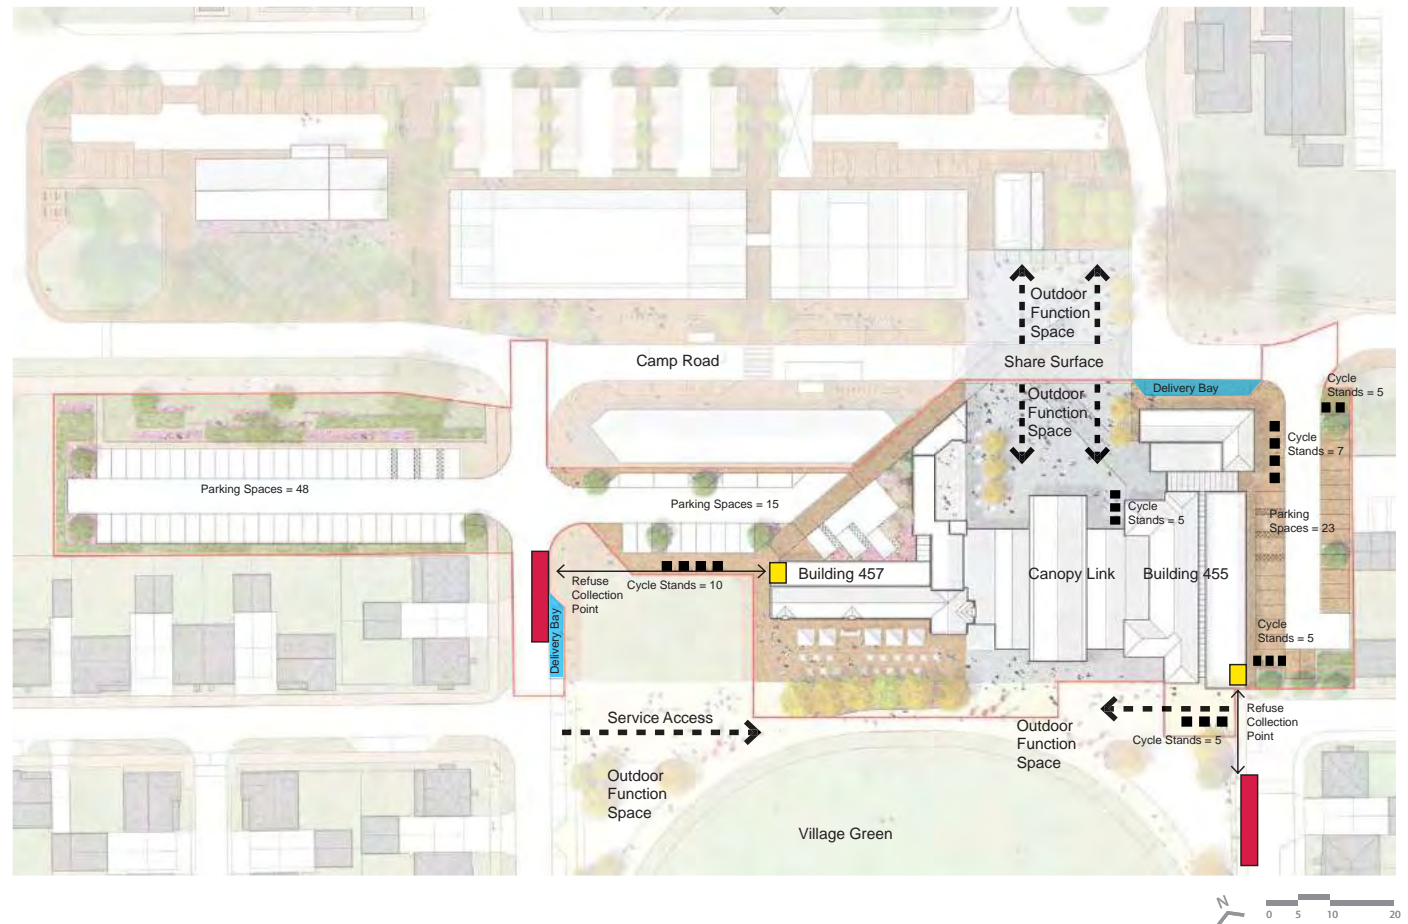 Outdoor
Function
Space
Camp Road
Share Surface
Outdoor
Function
Space
Delivery Bay
Cycle
Stands = 5
Cycle
Stands = 7
Parking Spaces = 48
Parking Spaces = 15
Cycle
Stands = 5
Parking
Spaces = 23
Building 457
Canopy Link
Building 455
Refuse
Collection
Point
Cycle Stands = 10
Delivery Bay
Cycle
Stands = 5
Service Access
Outdoor
Function
Space
Refuse
Collection
Point
Cycle Stands = 5
Outdoor
Function
Space
Village Green
N
0 5 10 20